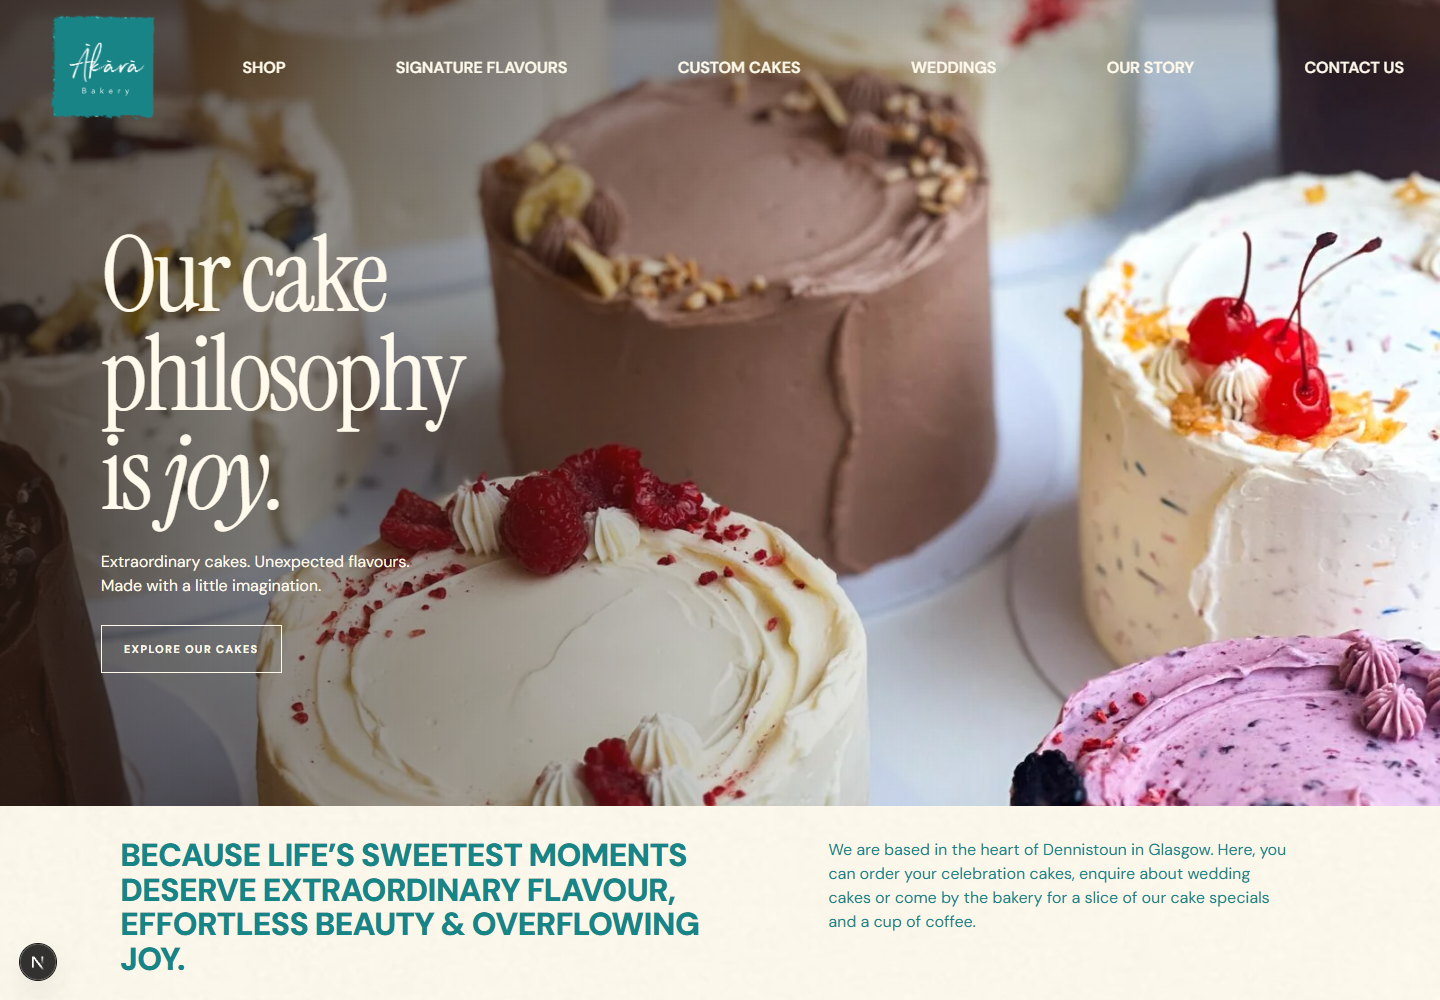 Àkàrà
Bakery
SHOP
SIGNATURE FLAVOURS
CUSTOM CAKES
WEDDINGS
OUR STORY
CONTACT US
Our cake
philosophy
is joy.
Extraordinary cakes. Unexpected flavours.
Made with a little imagination.
EXPLORE OUR CAKES
BECAUSE LIFE’S SWEETEST MOMENTS
DESERVE EXTRAORDINARY FLAVOUR,
EFFORTLESS BEAUTY & OVERFLOWING
JOY.
We are based in the heart of Dennistoun in Glasgow. Here, you
can order your celebration cakes, enquire about wedding
cakes or come by the bakery for a slice of our cake specials
and a cup of coffee.
N